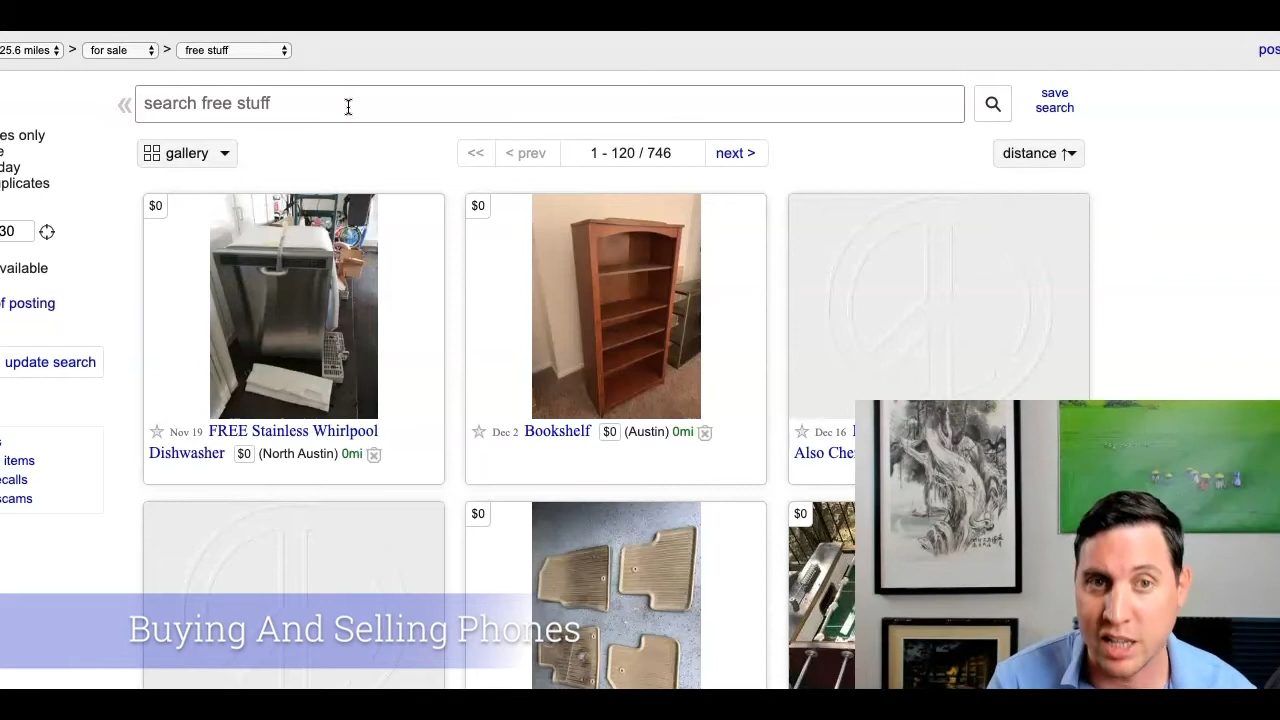 25.6 miles > for sale > free stuff pos
search free stuff
save
search
es only
e
day
uplicates
gallery << < prev 1 - 120 / 746 next > distance
30
vailable
f posting
update search
s
items
ecalls
scams
$0
Nov 19 FREE Stainless Whirlpool
Dishwasher $0 (North Austin) 0mi
$0
Dec 2 Bookshelf $0 (Austin) 0mi
Dec 16
Also Che
$0
$0
Buying And Selling Phones